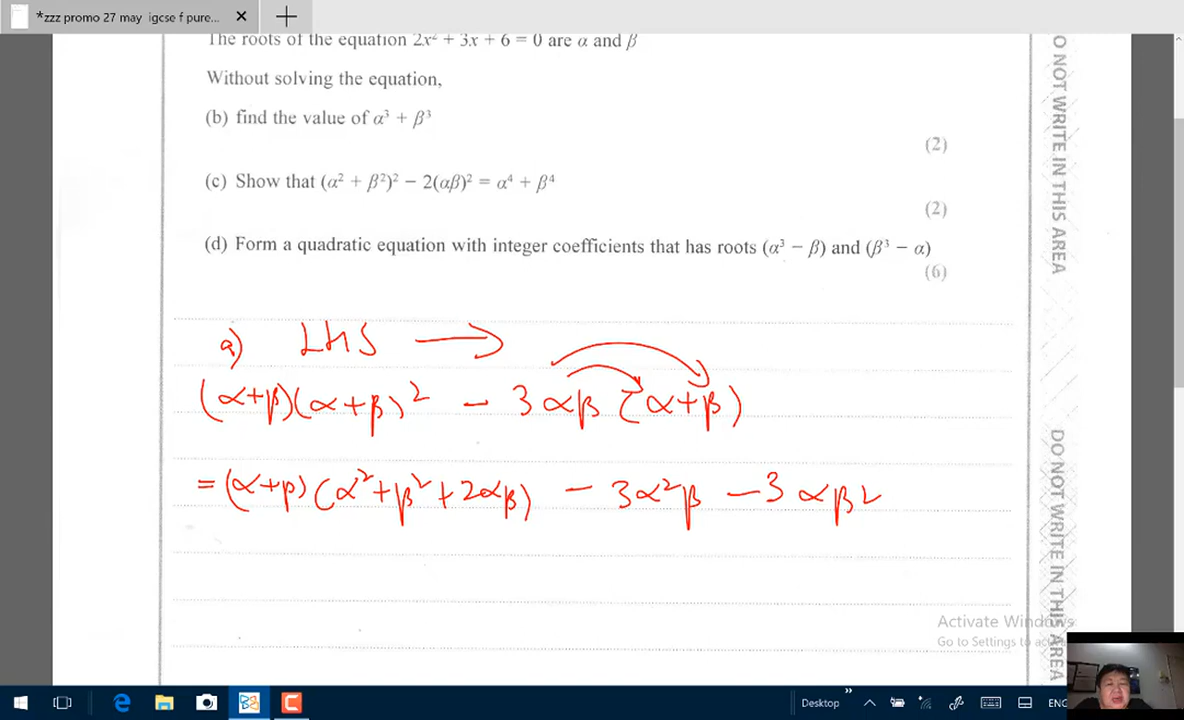 *zzz promo 27 may igcse f pure...
The roots of the equation 2x² + 3x + 6 = 0 are α and β
Without solving the equation,
(b) find the value of α³ + β³
(2)
(c) Show that (α² + β²)² − 2(αβ)² = α⁴ + β⁴
(2)
(d) Form a quadratic equation with integer coefficients that has roots (α³ − β) and (β³ − α)
(6)
a) LHS →
(α+β)(α+β)² − 3αβ(α+β)
= (α+β)(α²+β²+2αβ) − 3α²β − 3αβ²
O NOT WRITE IN THIS AREA
DO NOT WRITE IN THIS AREA
Activate Windows
Go to Settings to
Desktop
ENG